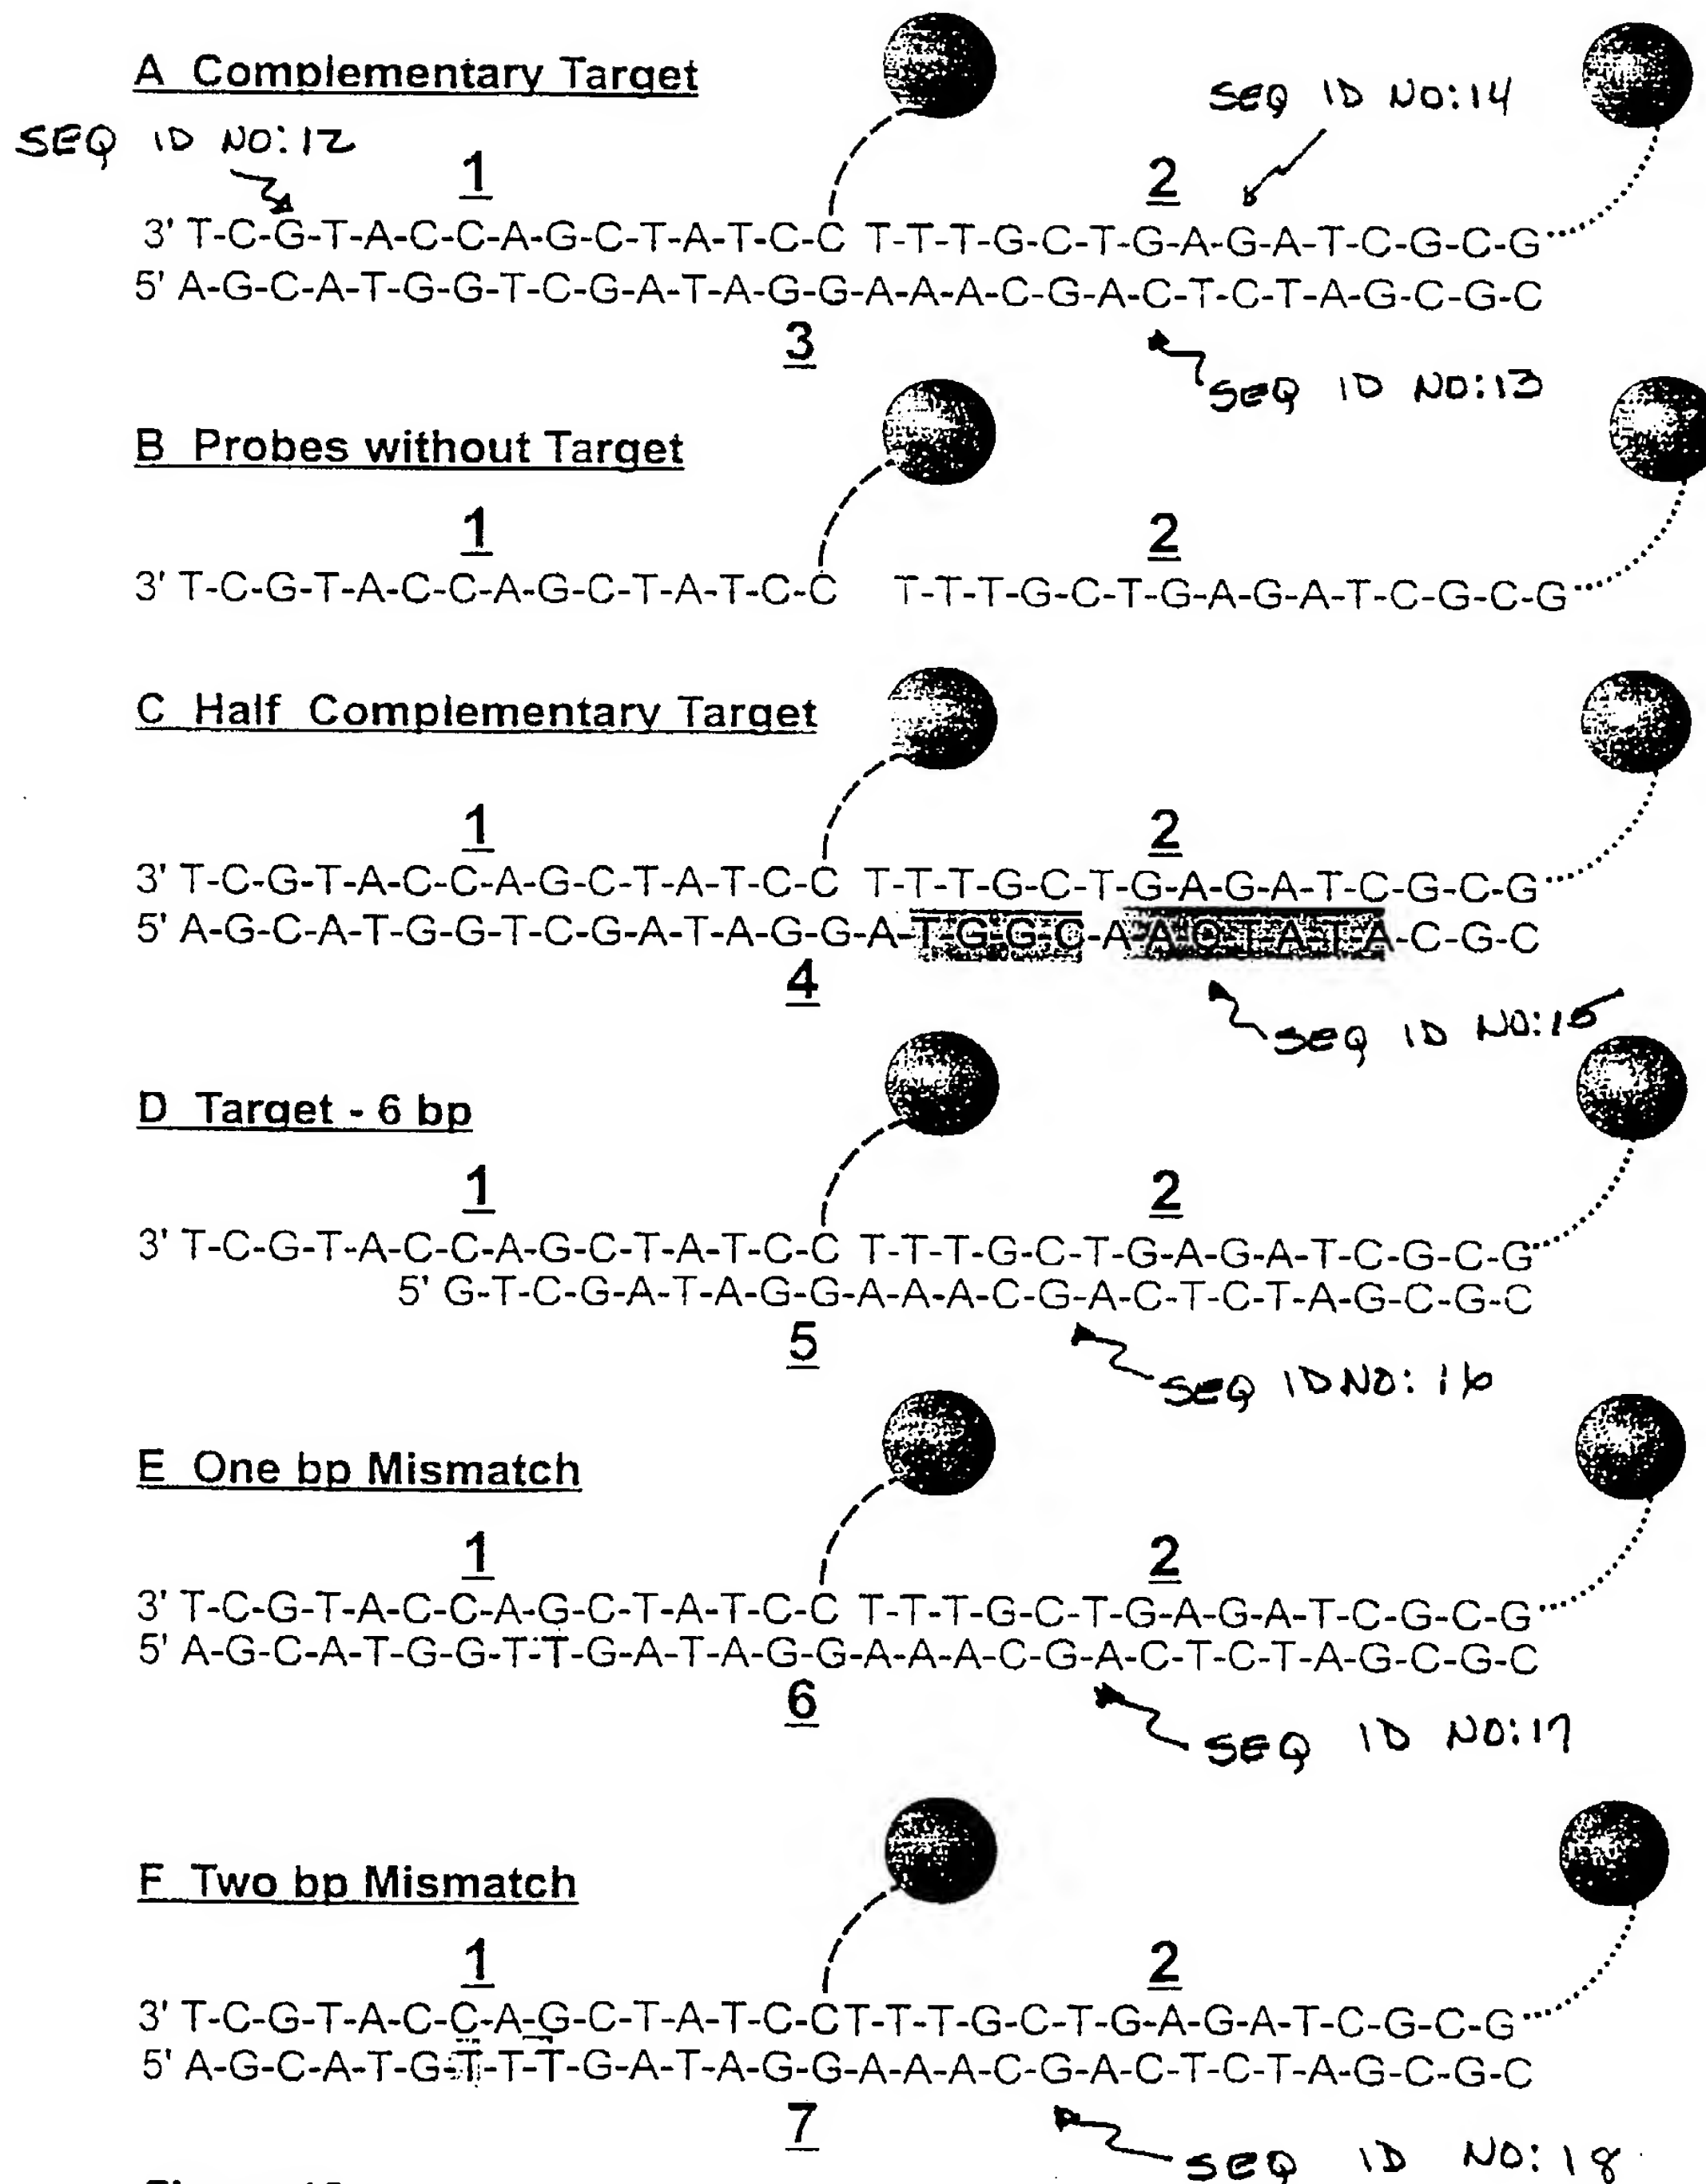 A Complementary Target
SEQ ID NO:14
SEQ ID NO:12
1
2
3' T-C-G-T-A-C-C-A-G-C-T-A-T-C-C T-T-T-G-C-T-G-A-G-A-T-C-G-C-G
5' A-G-C-A-T-G-G-T-C-G-A-T-A-G-G-A-A-A-C-G-A-C-T-C-T-A-G-C-G-C
3
SEQ ID NO:13
B Probes without Target
1
2
3' T-C-G-T-A-C-C-A-G-C-T-A-T-C-C T-T-T-G-C-T-G-A-G-A-T-C-G-C-G
C Half Complementary Target
1
2
3' T-C-G-T-A-C-C-A-G-C-T-A-T-C-C T-T-T-G-C-T-G-A-G-A-T-C-G-C-G
5' A-G-C-A-T-G-G-T-C-G-A-T-A-G-G-A-T-G-G-C-A-A-C-T-A-T-A-C-G-C
4
SEQ ID NO:15
D Target - 6 bp
1
2
3' T-C-G-T-A-C-C-A-G-C-T-A-T-C-C T-T-T-G-C-T-G-A-G-A-T-C-G-C-G
5' G-T-C-G-A-T-A-G-G-A-A-A-C-G-A-C-T-C-T-A-G-C-G-C
5
SEQ ID NO: 16
E One bp Mismatch
1
2
3' T-C-G-T-A-C-C-A-G-C-T-A-T-C-C T-T-T-G-C-T-G-A-G-A-T-C-G-C-G
5' A-G-C-A-T-G-G-T-T-G-A-T-A-G-G-A-A-A-C-G-A-C-T-C-T-A-G-C-G-C
6
SEQ ID NO:17
F Two bp Mismatch
1
2
3' T-C-G-T-A-C-C-A-G-C-T-A-T-C-C-T-T-T-G-C-T-G-A-G-A-T-C-G-C-G
5' A-G-C-A-T-G-T-T-T-G-A-T-A-G-G-A-A-A-C-G-A-C-T-C-T-A-G-C-G-C
7
SEQ ID NO: 18